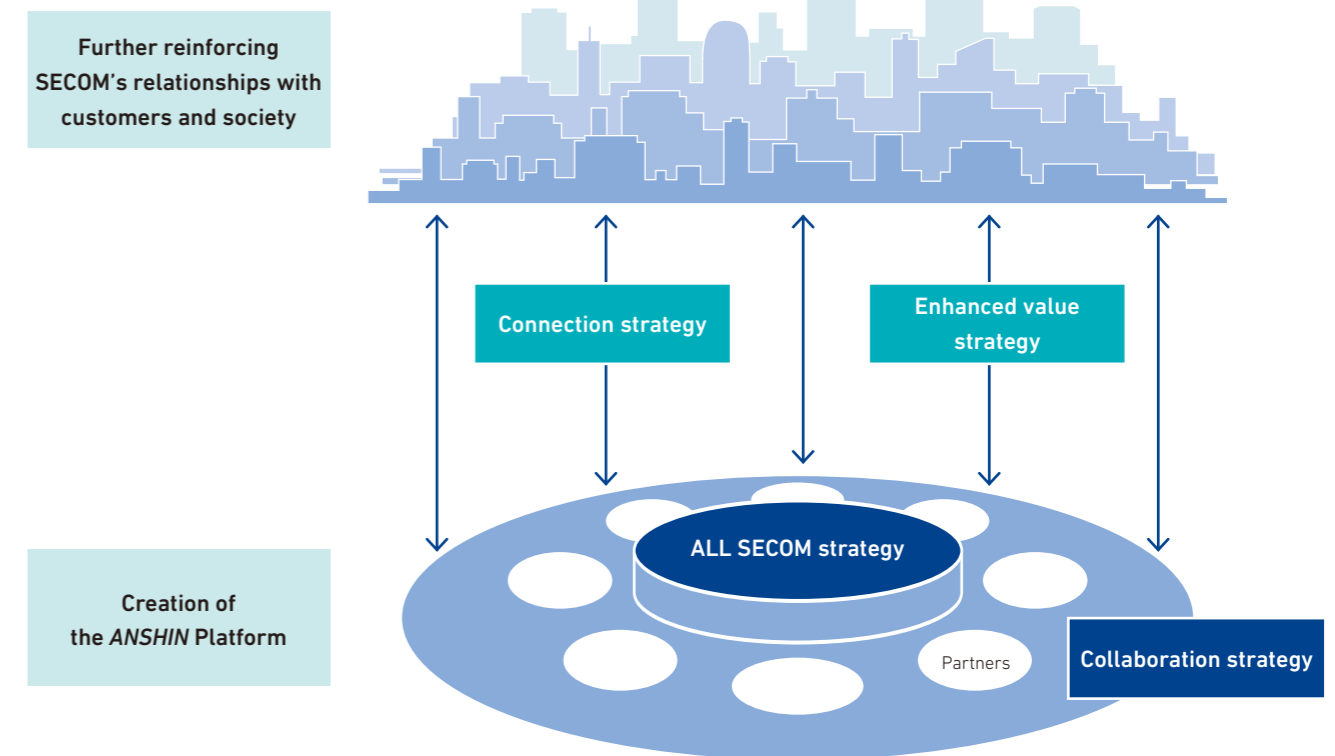 Further reinforcing
SECOM's relationships with
customers and society
Connection strategy
Enhanced value
strategy
ALL SECOM strategy
Creation of
the ANSHIN Platform
Partners
Collaboration strategy